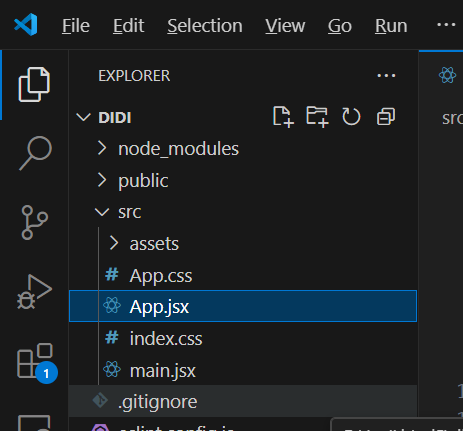 File Edit Selection View Go Run ...
EXPLORER ...
DIDI
node_modules
public
src
src
assets
# App.css
App.jsx
# index.css
main.jsx
1
.gitignore